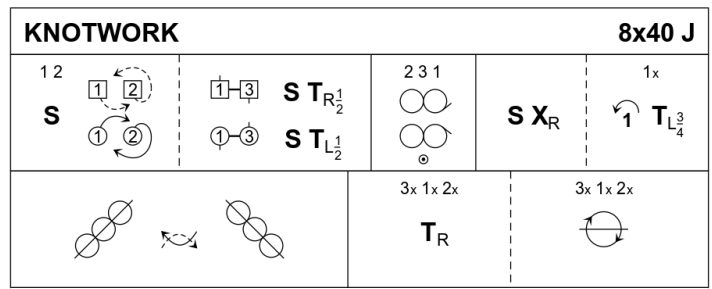 KNOTWORK 8x40 J
1 2
S
1 2
1 2
1 3 S T R 1/2
1 3 S T L 1/2
2 3 1
S X R
1x
1 T L 3/4
3x 1x 2x
T R
3x 1x 2x